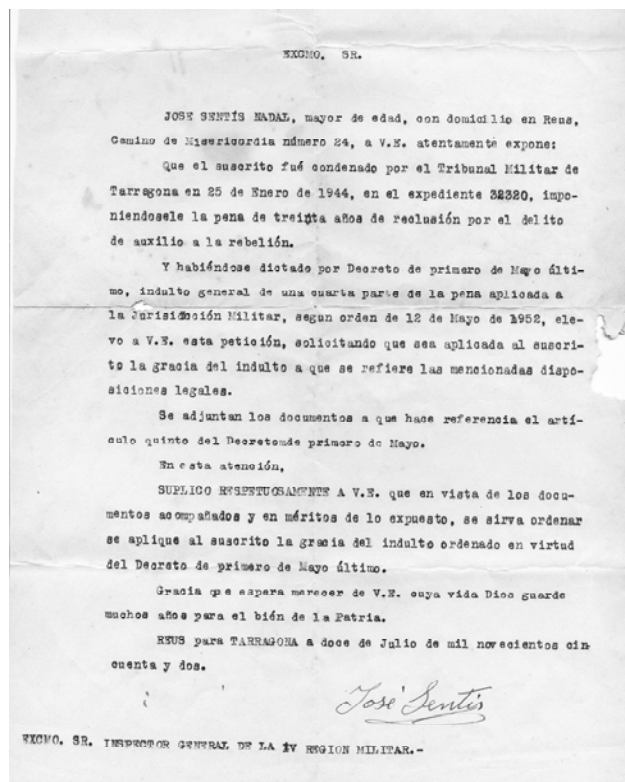 EXCMO. SR.
JOSE SENTÍS NADAL, mayor de edad, con domicilio en Reus,
Camino de Misericordia número 24, a V.E. atentamente expone:
Que el suscrito fué condenado por el Tribunal Militar de
Tarragona en 25 de Enero de 1944, en el expediente 32320, impo-
niendosele la pena de treinta años de reclusión por el delito
de auxilio a la rebelión.
Y habiéndose dictado por Decreto de primero de Mayo últi-
mo, indulto general de una cuarta parte de la pena aplicada a
la Jurisidoción Militar, segun orden de 12 de Mayo de 1952, ele-
vo a V.E. esta petición, solicitando que sea aplicada al suscri-
to la gracia del indulto a que se refiere las mencionadas dispo-
siciones legales.
Se adjuntan los documentos a que hace referencia el artí-
culo quinto del Decretomde primero de Mayo.
En esta atención,
SUPLICO RESPETUOSAMENTE A V.E. que en vista de los docu-
mentos acompañados y en méritos de lo expuesto, se sirva ordenar
se aplique al suscrito la gracia del indulto ordenado en virtud
del Decreto de primero de Mayo último.
Gracia que espera merecer de V.E. cuya vida Dios guarde
muchos años para el bién de la Patria.
REUS para TARRAGONA a doce de Julio de mil novecientos cin-
cuenta y dos.
José Sentís
EXCMO. SR. INSPECTOR GENERAL DE LA IV REGION MILITAR.-